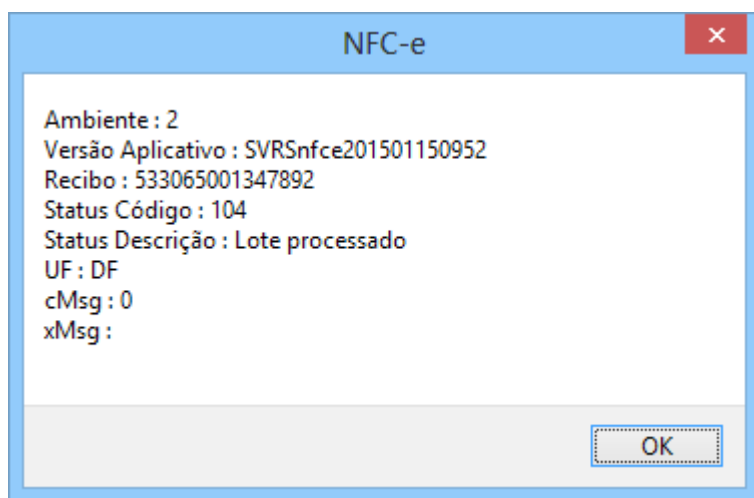 NFC-e
Ambiente : 2
Versão Aplicativo : SVRSnfce201501150952
Recibo : 533065001347892
Status Código : 104
Status Descrição : Lote processado
UF : DF
cMsg : 0
xMsg :
OK